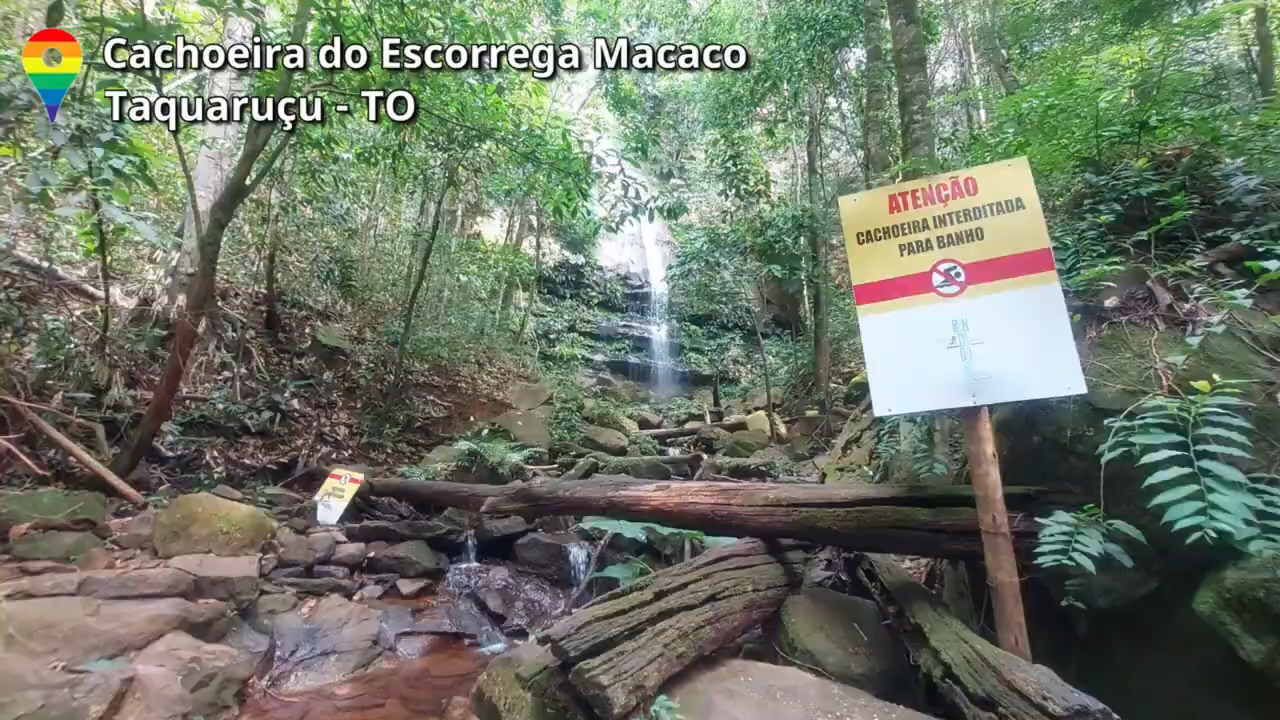 Cachoeira do Escorrega Macaco
Taquaruçu - TO
ATENÇÃO
CACHOEIRA INTERDITADA
PARA BANHO